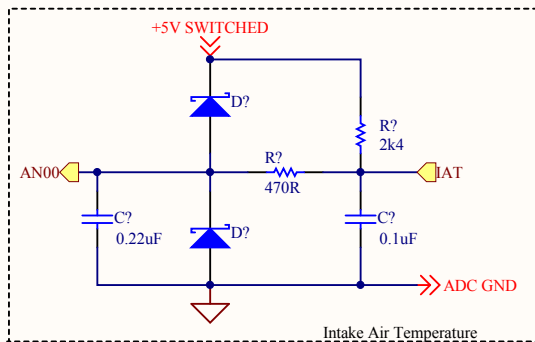 +5V SWITCHED
D?
R?
2k4
AN00
R?
470R
IAT
C?
0.22uF
D?
C?
0.1uF
ADC GND
Intake Air Temperature